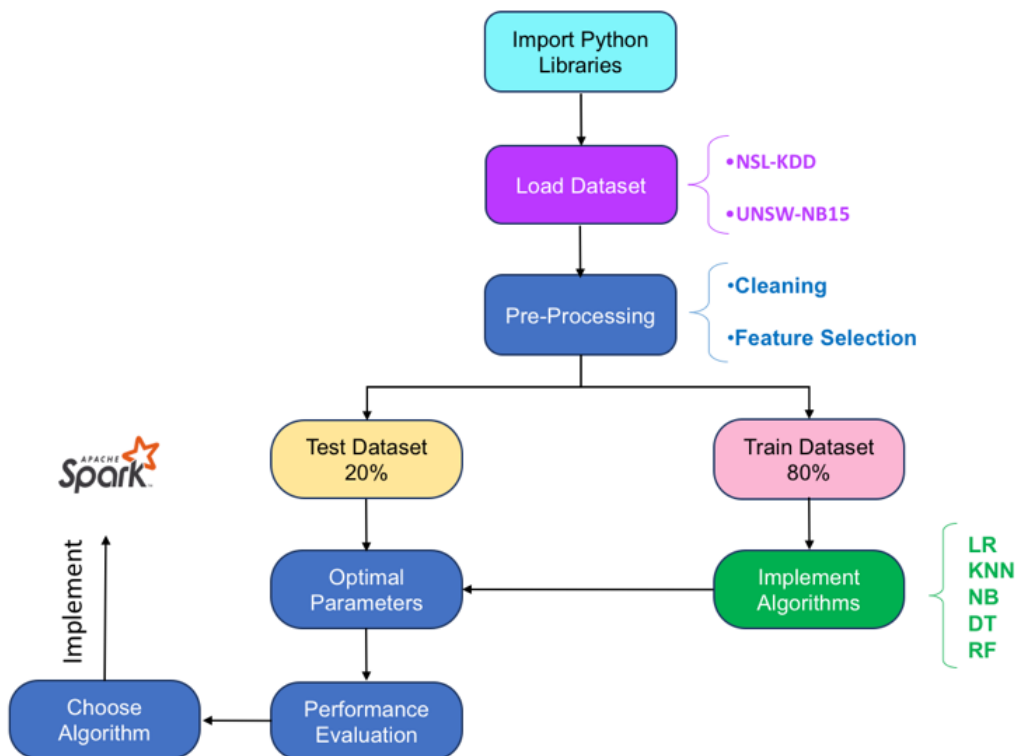 Import Python
Libraries
Load Dataset
•NSL-KDD
•UNSW-NB15
Pre-Processing
•Cleaning
•Feature Selection
Test Dataset
20%
Train Dataset
80%
APACHE
Spark™
Implement
Optimal
Parameters
Implement
Algorithms
LR
KNN
NB
DT
RF
Choose
Algorithm
Performance
Evaluation